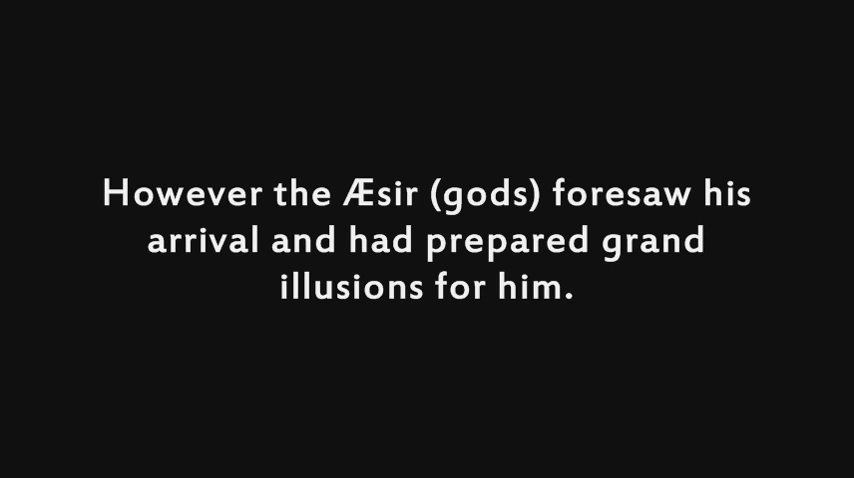 However the Æsir (gods) foresaw his
arrival and had prepared grand
illusions for him.